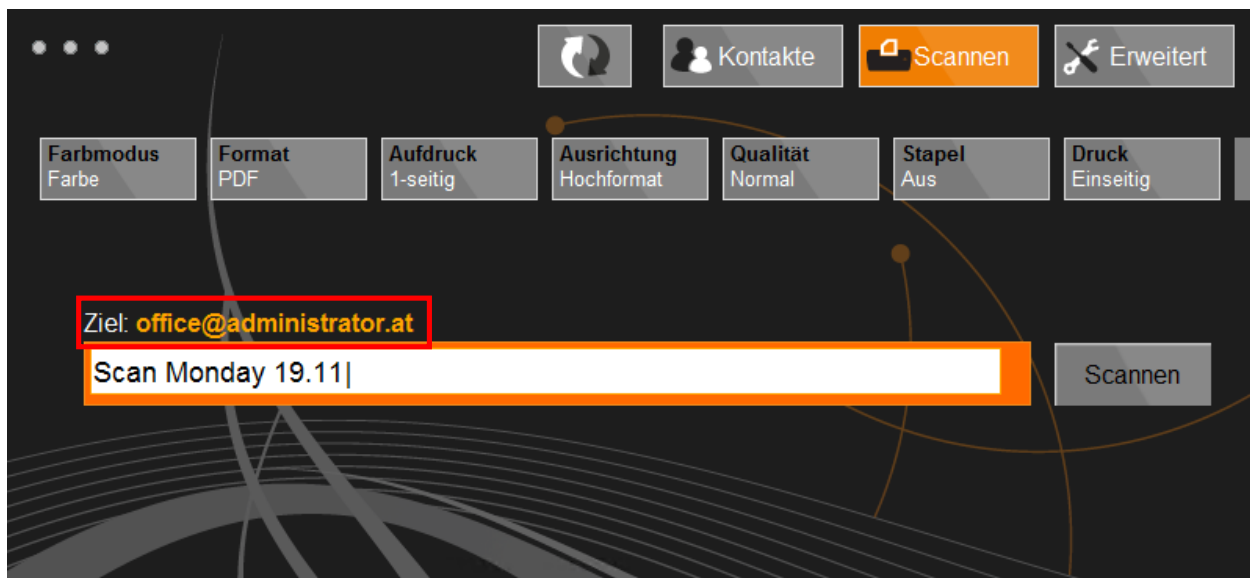 Kontakte
Scannen
Erweitert
Farbmodus
Farbe
Format
PDF
Aufdruck
1-seitig
Ausrichtung
Hochformat
Qualität
Normal
Stapel
Aus
Druck
Einseitig
Ziel: office@administrator.at
Scan Monday 19.11
Scannen